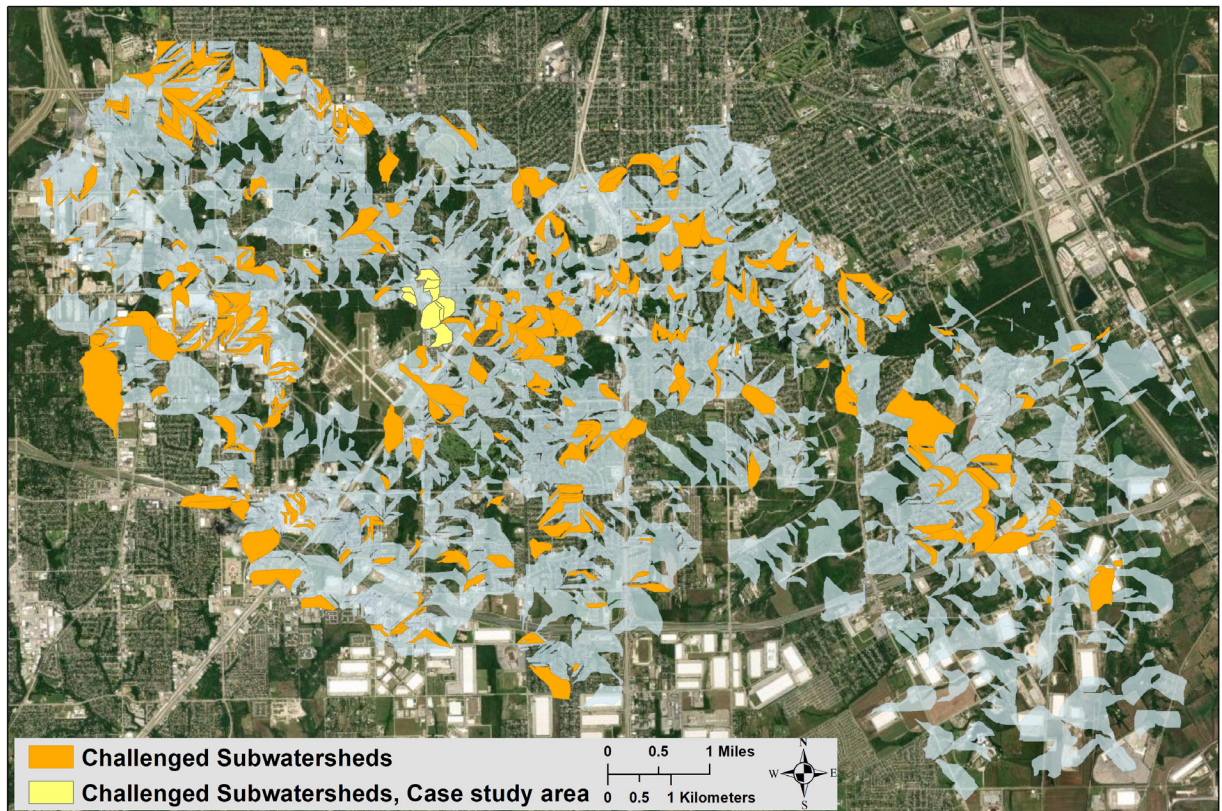 Challenged Subwatersheds
Challenged Subwatersheds, Case study area
0 0.5 1 Miles
0 0.5 1 Kilometers
N
W E
S